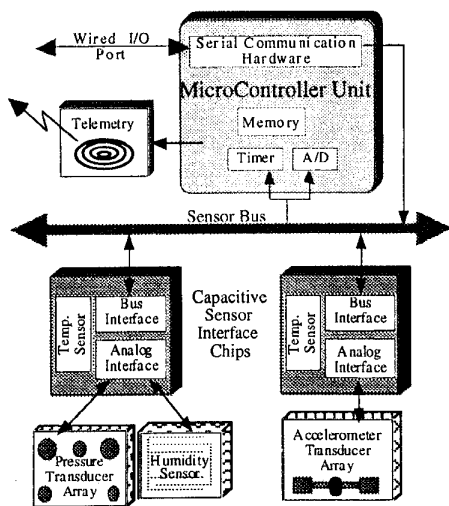 Wired I/O
Port
Serial Communication
Hardware
MicroController Unit
Telemetry
Memory
Timer
A/D
Sensor Bus
Temp.
Sensor
Bus
Interface
Analog
Interface
Capacitive
Sensor
Interface
Chips
Temp.
Sensor
Bus
Interface
Analog
Interface
Pressure
Transducer
Array
Humidity
Sensor.
Accelerometer
Transducer
Array